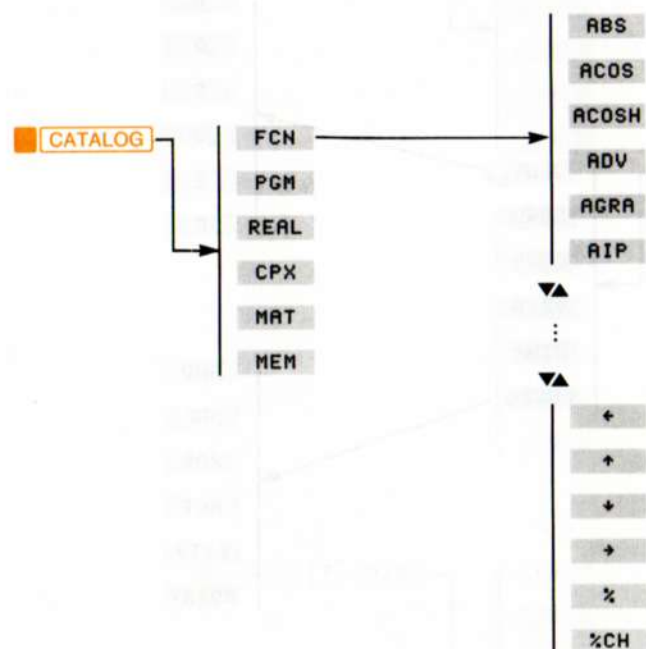 CATALOG
FCN
PGM
REAL
CPX
MAT
MEM
ABS
ACOS
ACOSH
ADV
AGRA
AIP
▼▲
⋮
▼▲
←
↑
↓
→
%
%CH